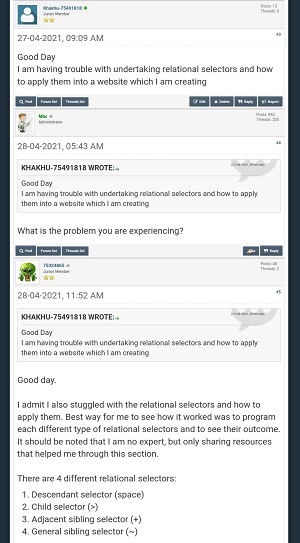 Khakhu-75491818
Junior Member
Posts: 13
Threads: 0
27-04-2021, 09:09 AM
#3
Good Day
I am having trouble with undertaking relational selectors and how
to apply them into a website which I am creating
Find Forum list Threads list Edit Delete Reply Report
Mac
Administrator
Posts: 843
Threads: 205
28-04-2021, 05:43 AM
#4
KHAKHU-75491818 WROTE:
Good Day
I am having trouble with undertaking relational selectors and how to apply
them into a website which I am creating
What is the problem you are experiencing?
Find Forum list Threads list Like Reply
75324865
Junior Member
Posts: 48
Threads: 2
28-04-2021, 11:52 AM
#5
KHAKHU-75491818 WROTE:
Good Day
I am having trouble with undertaking relational selectors and how to apply
them into a website which I am creating
Good day.
I admit I also stuggled with the relational selectors and how to
apply them. Best way for me to see how it worked was to program
each different type of relational selectors and to see their outcome.
It should be noted that I am no expert, but only sharing resources
that helped me through this section.
There are 4 different relational selectors:
1. Descendant selector (space)
2. Child selector (>)
3. Adjacent sibling selector (+)
4. General sibling selector (~)